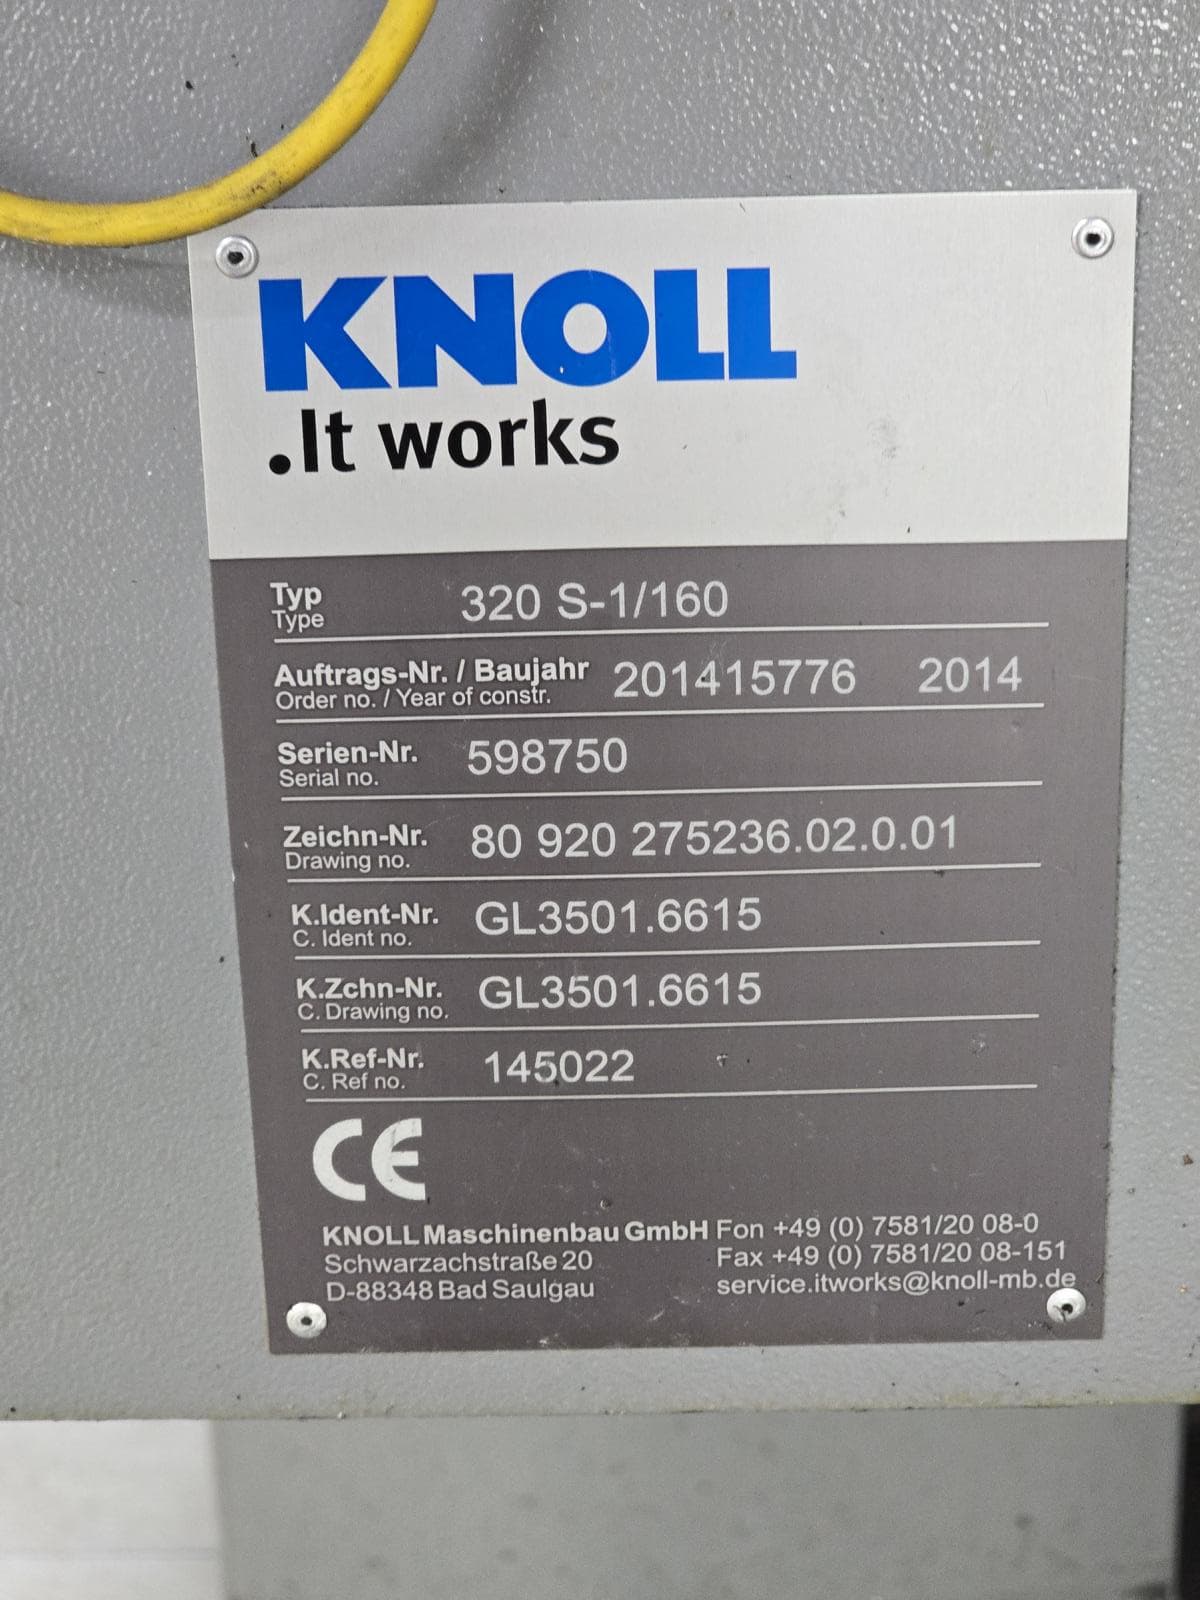 KNOLL
.It works
Typ 320 S-1/160
Type
Auftrags-Nr. / Baujahr 201415776 2014
Order no. / Year of constr.
Serien-Nr. 598750
Serial no.
Zeichn-Nr. 80 920 275236.02.0.01
Drawing no.
K.Ident-Nr. GL3501.6615
C. Ident no.
K.Zchn-Nr. GL3501.6615
C. Drawing no.
K.Ref-Nr. 145022
C. Ref no.
CE
KNOLL Maschinenbau GmbH Fon +49 (0) 7581/20 08-0
Schwarzachstraße 20 Fax +49 (0) 7581/20 08-151
D-88348 Bad Saulgau service.itworks@knoll-mb.de